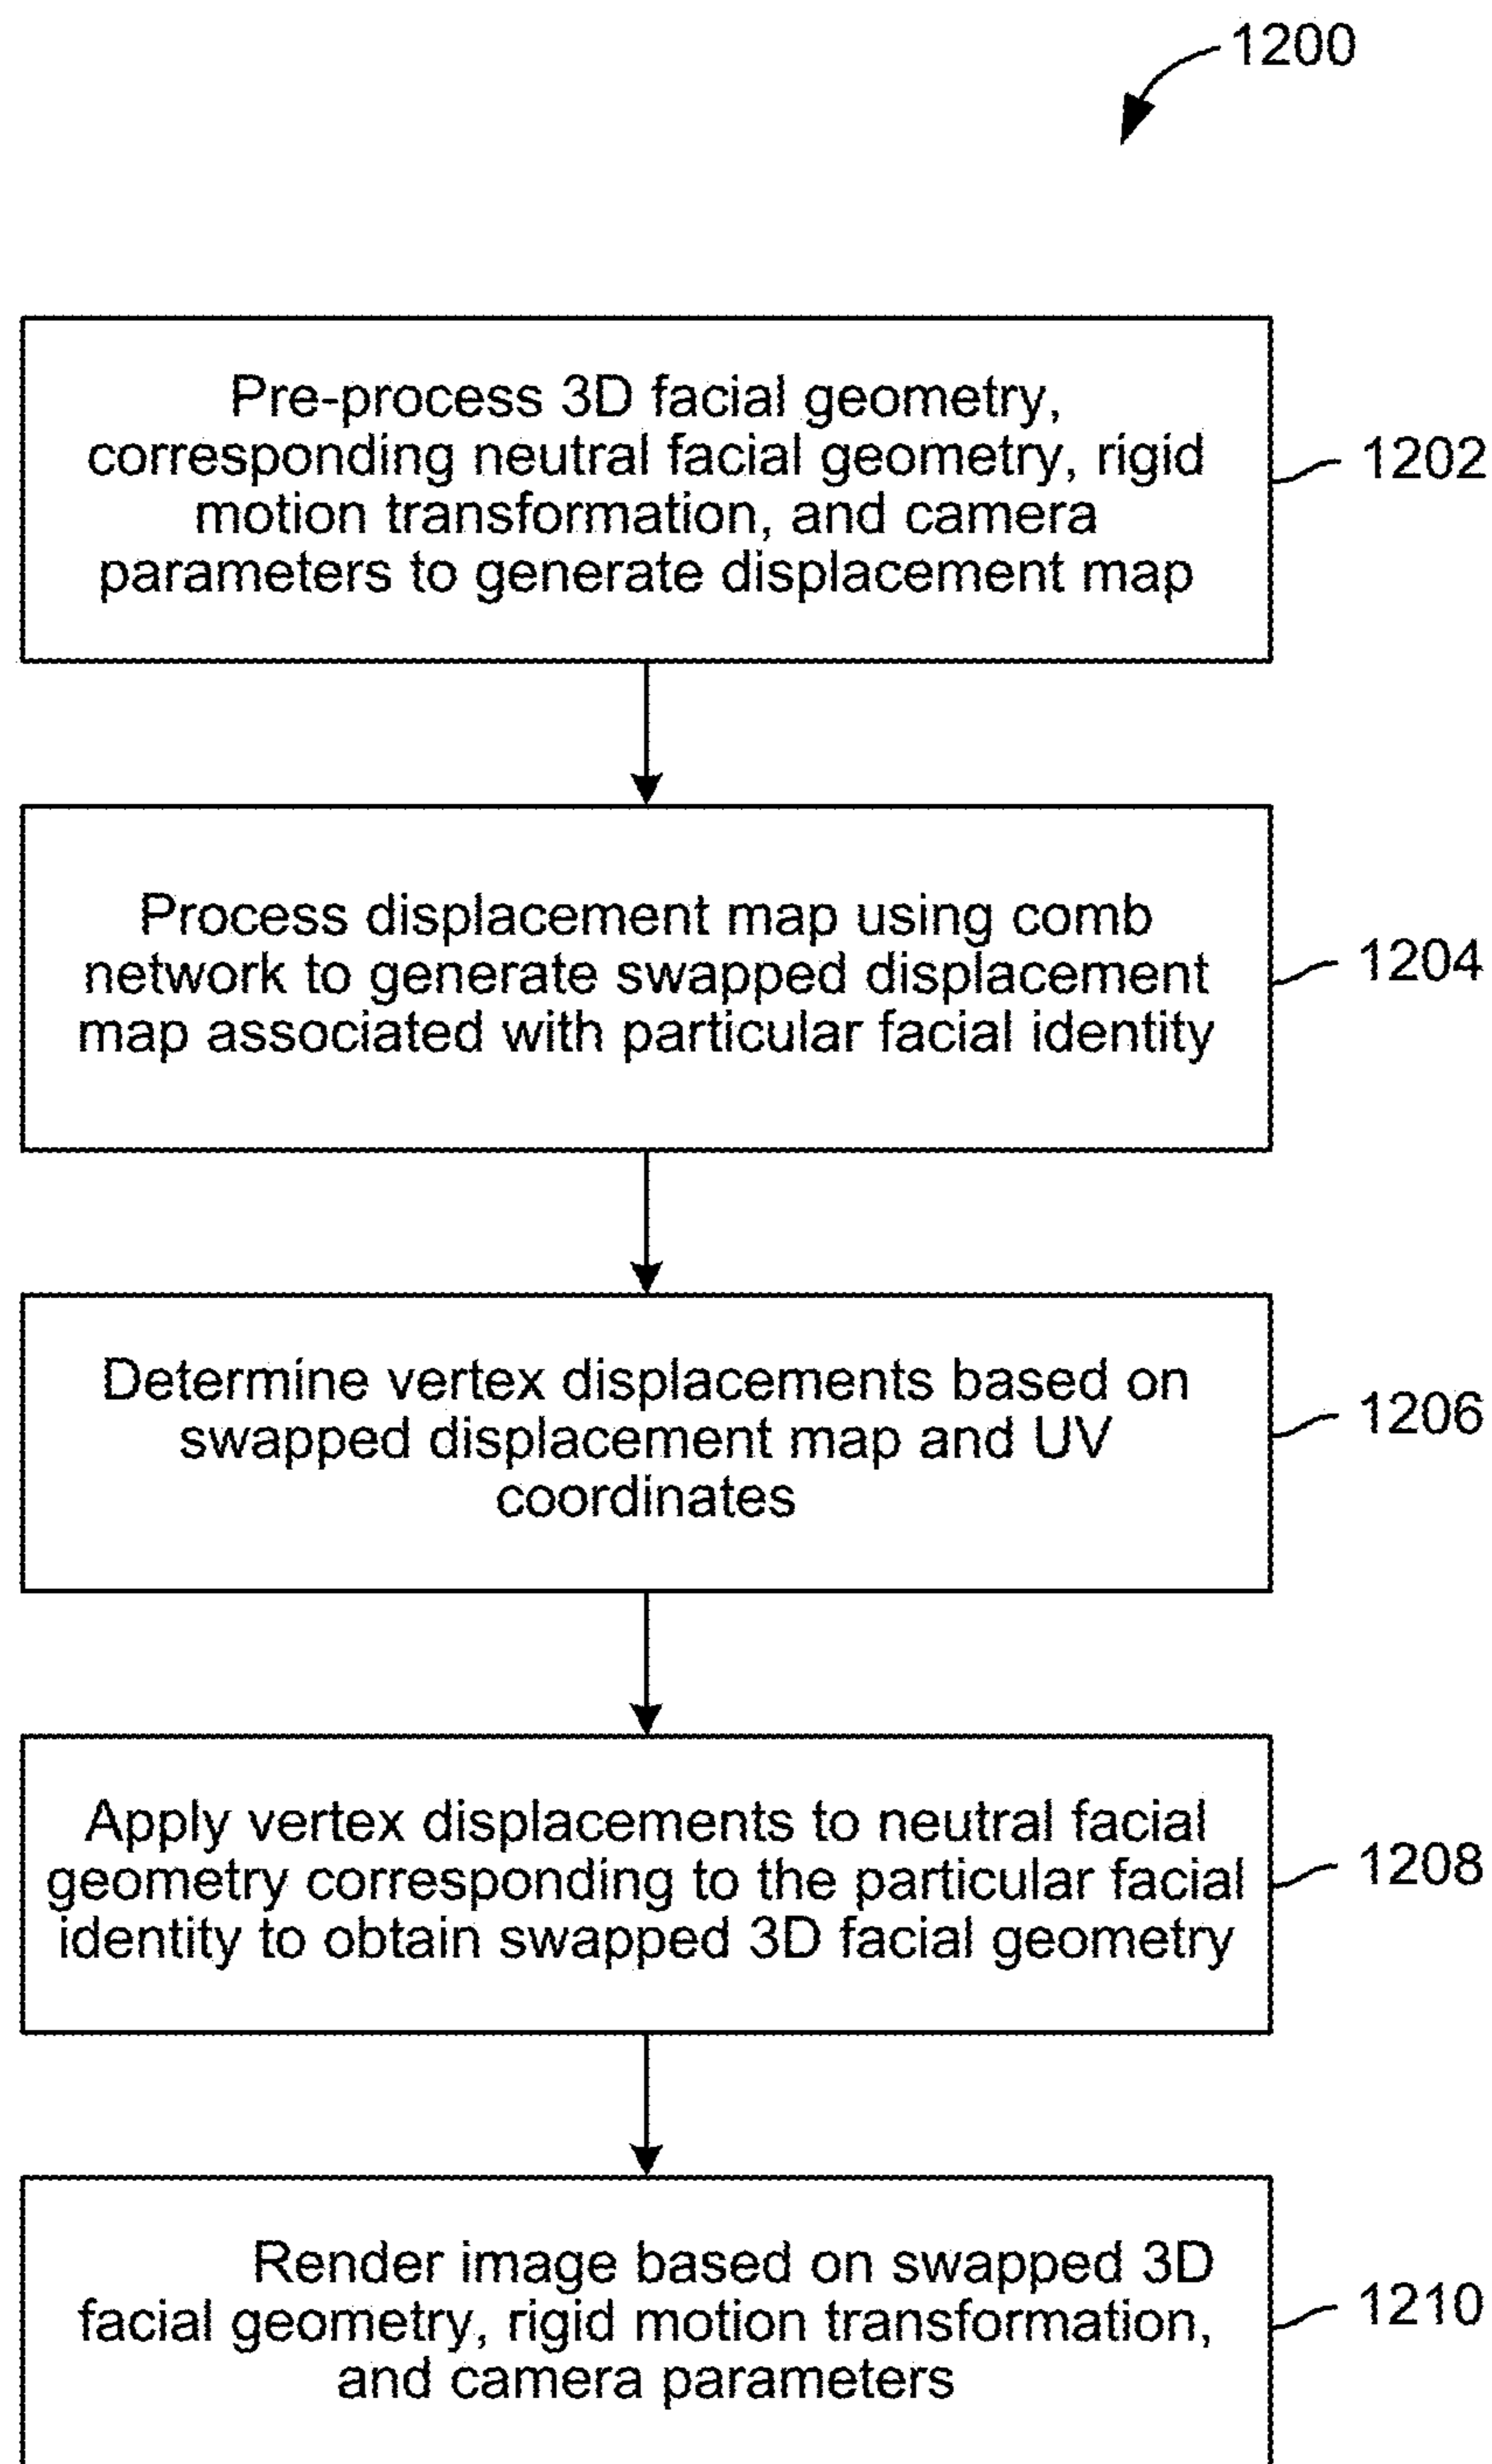 1200
Pre-process 3D facial geometry,
corresponding neutral facial geometry, rigid
motion transformation, and camera
parameters to generate displacement map
1202
Process displacement map using comb
network to generate swapped displacement
map associated with particular facial identity
1204
Determine vertex displacements based on
swapped displacement map and UV
coordinates
1206
Apply vertex displacements to neutral facial
geometry corresponding to the particular facial
identity to obtain swapped 3D facial geometry
1208
Render image based on swapped 3D
facial geometry, rigid motion transformation,
and camera parameters
1210